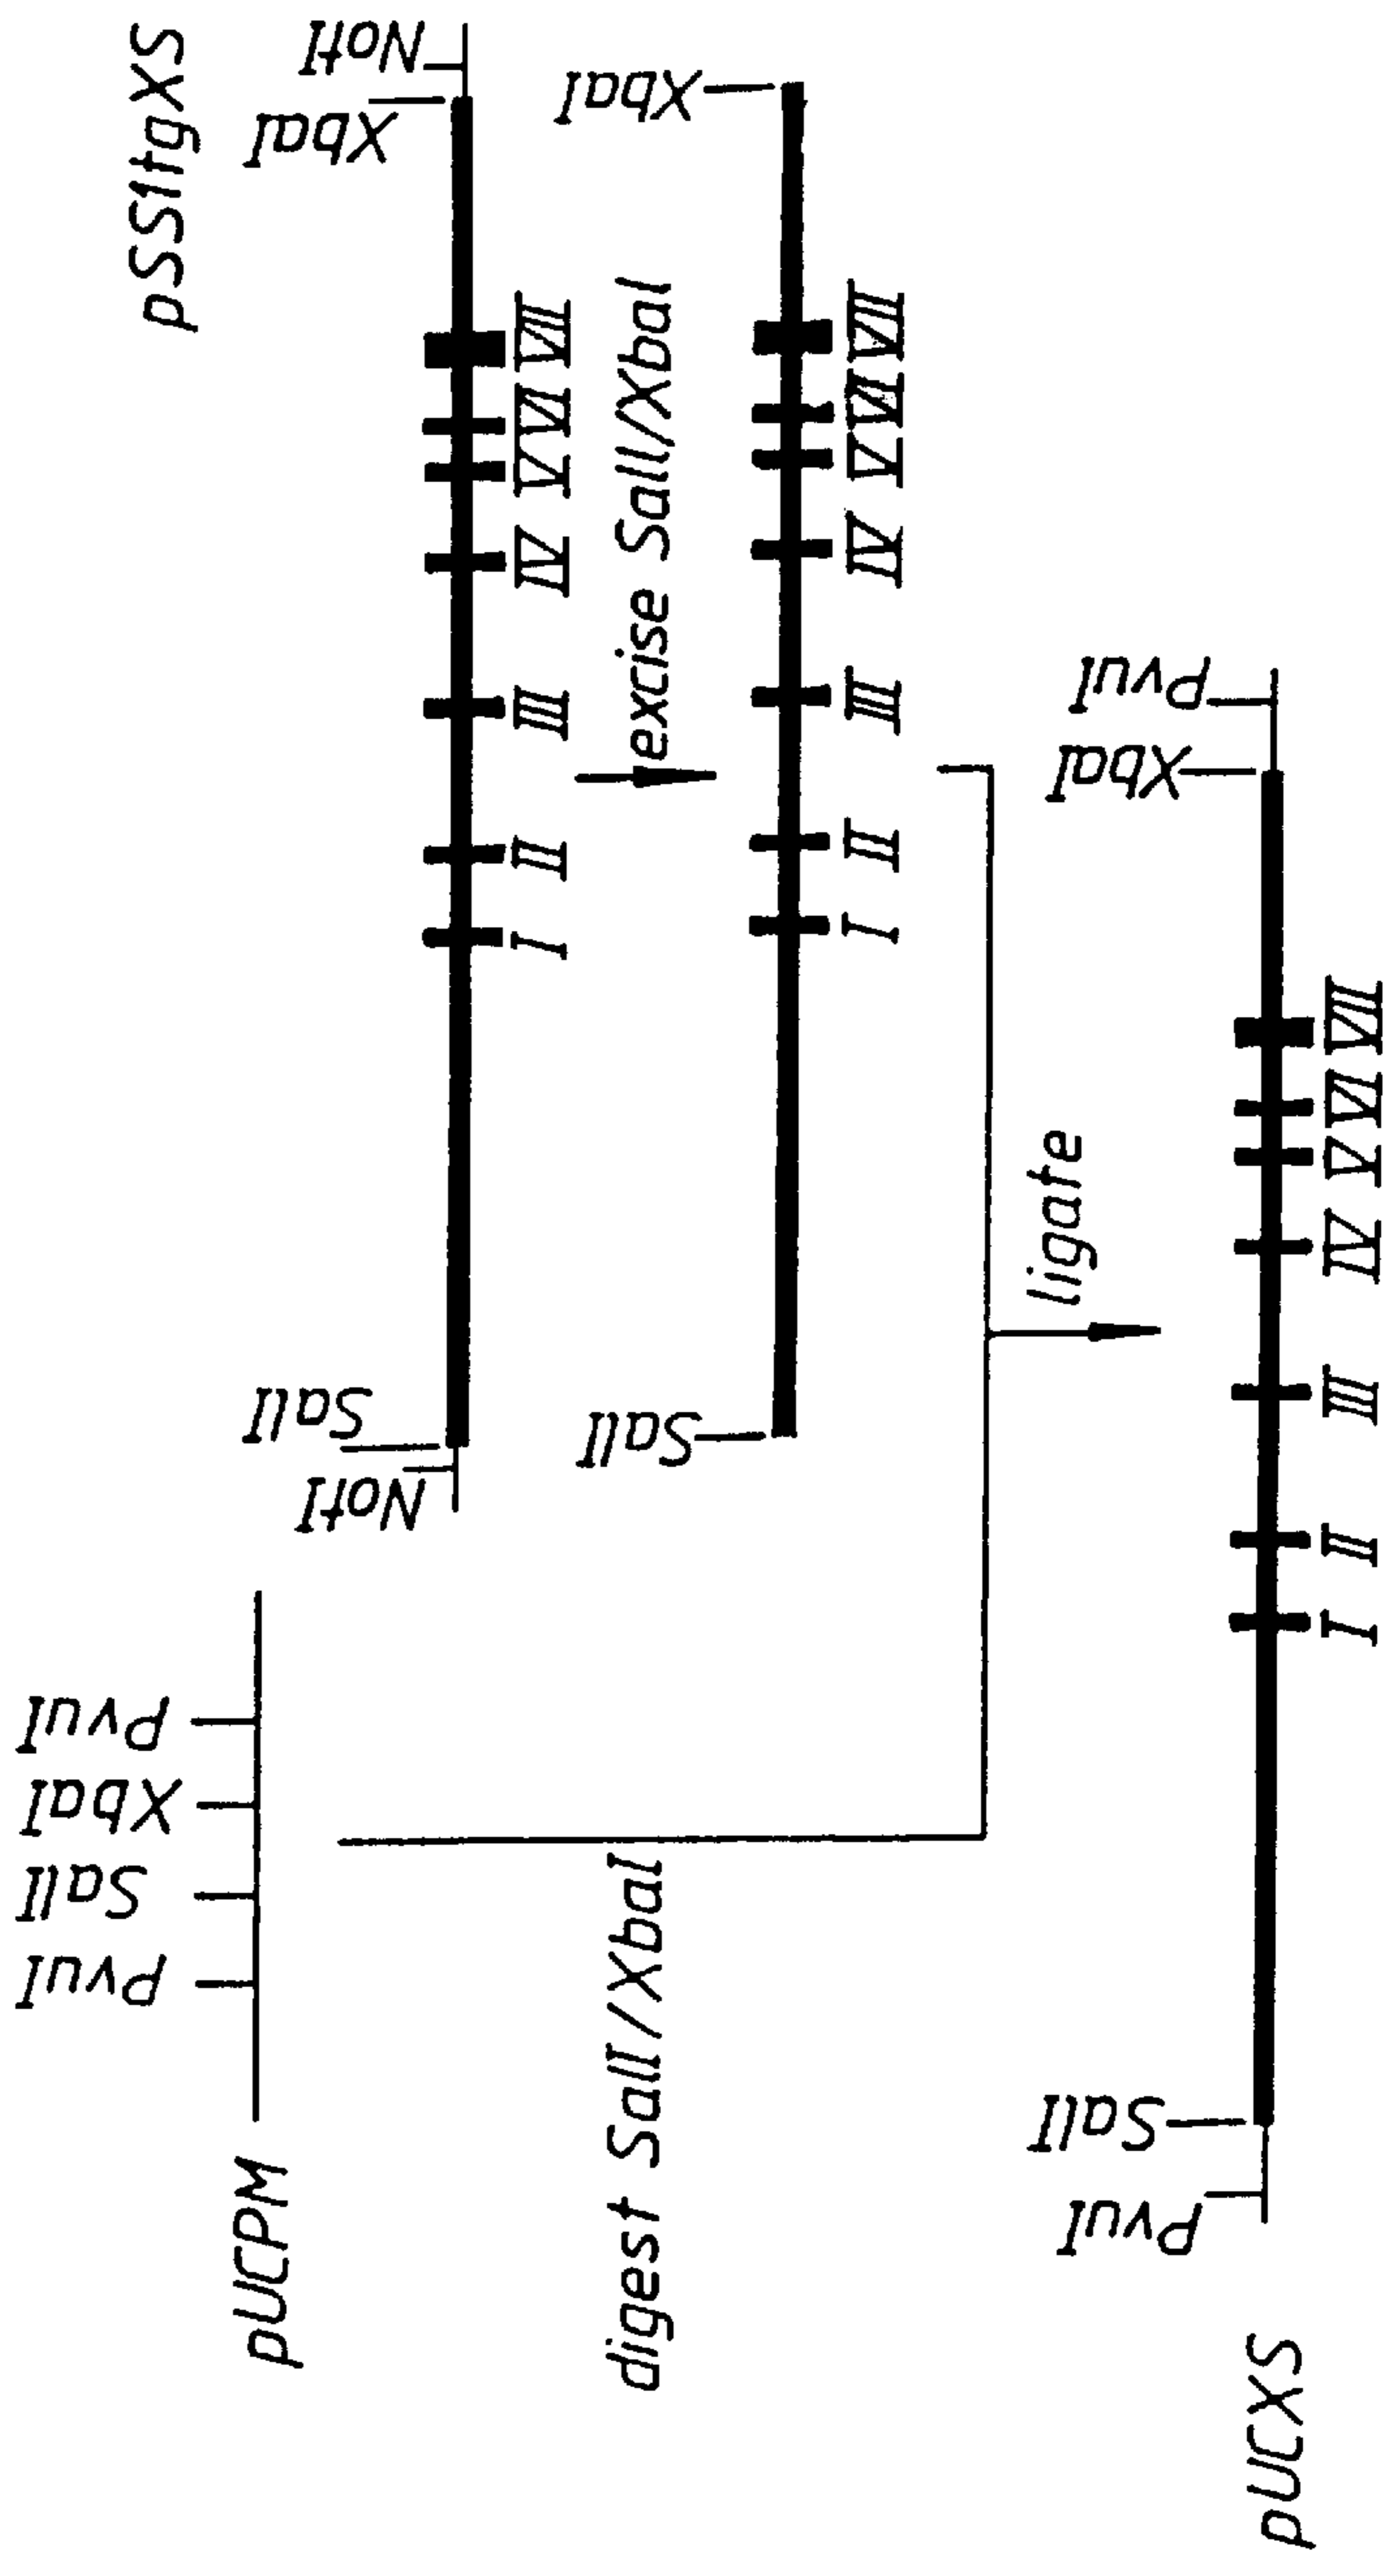 pSS1tgXS
NotI
SalI
XbaI
NotI
I II III IV V VI VII
excise SalI/XbaI
SalI
XbaI
I II III IV V VI VII
pUCPM
PvuI
SalI
XbaI
PvuI
digest SalI/XbaI
ligate
pUCXS
PvuI
SalI
XbaI
PvuI
I II III IV V VI VII